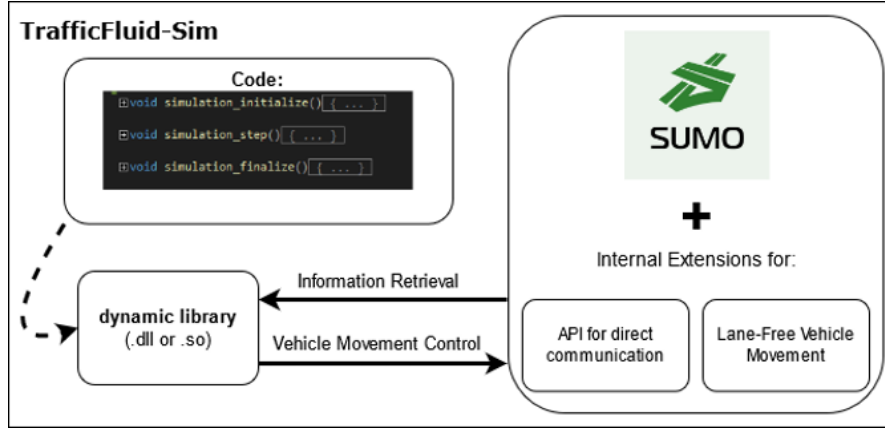 TrafficFluid-Sim
Code:
void simulation_initialize(){ ... }
void simulation_step(){ ... }
void simulation_finalize(){ ... }
dynamic library
(.dll or .so)
Information Retrieval
Vehicle Movement Control
SUMO
+
Internal Extensions for:
API for direct
communication
Lane-Free Vehicle
Movement